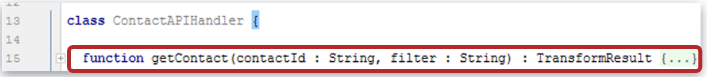 13 class ContactAPIHandler {
14
15 function getContact(contactId : String, filter : String) : TransformResult {...}